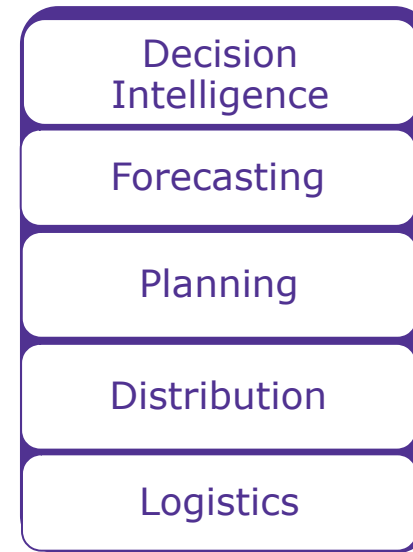 Decision
Intelligence
Forecasting
Planning
Distribution
Logistics